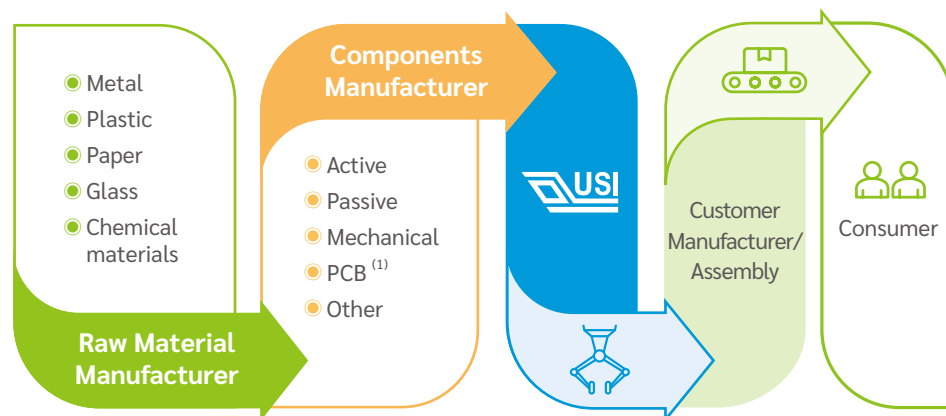 Metal
Plastic
Paper
Glass
Chemical
materials
Raw Material
Manufacturer
Components
Manufacturer
Active
Passive
Mechanical
PCB (1)
Other
USI
Customer
Manufacturer/
Assembly
Consumer